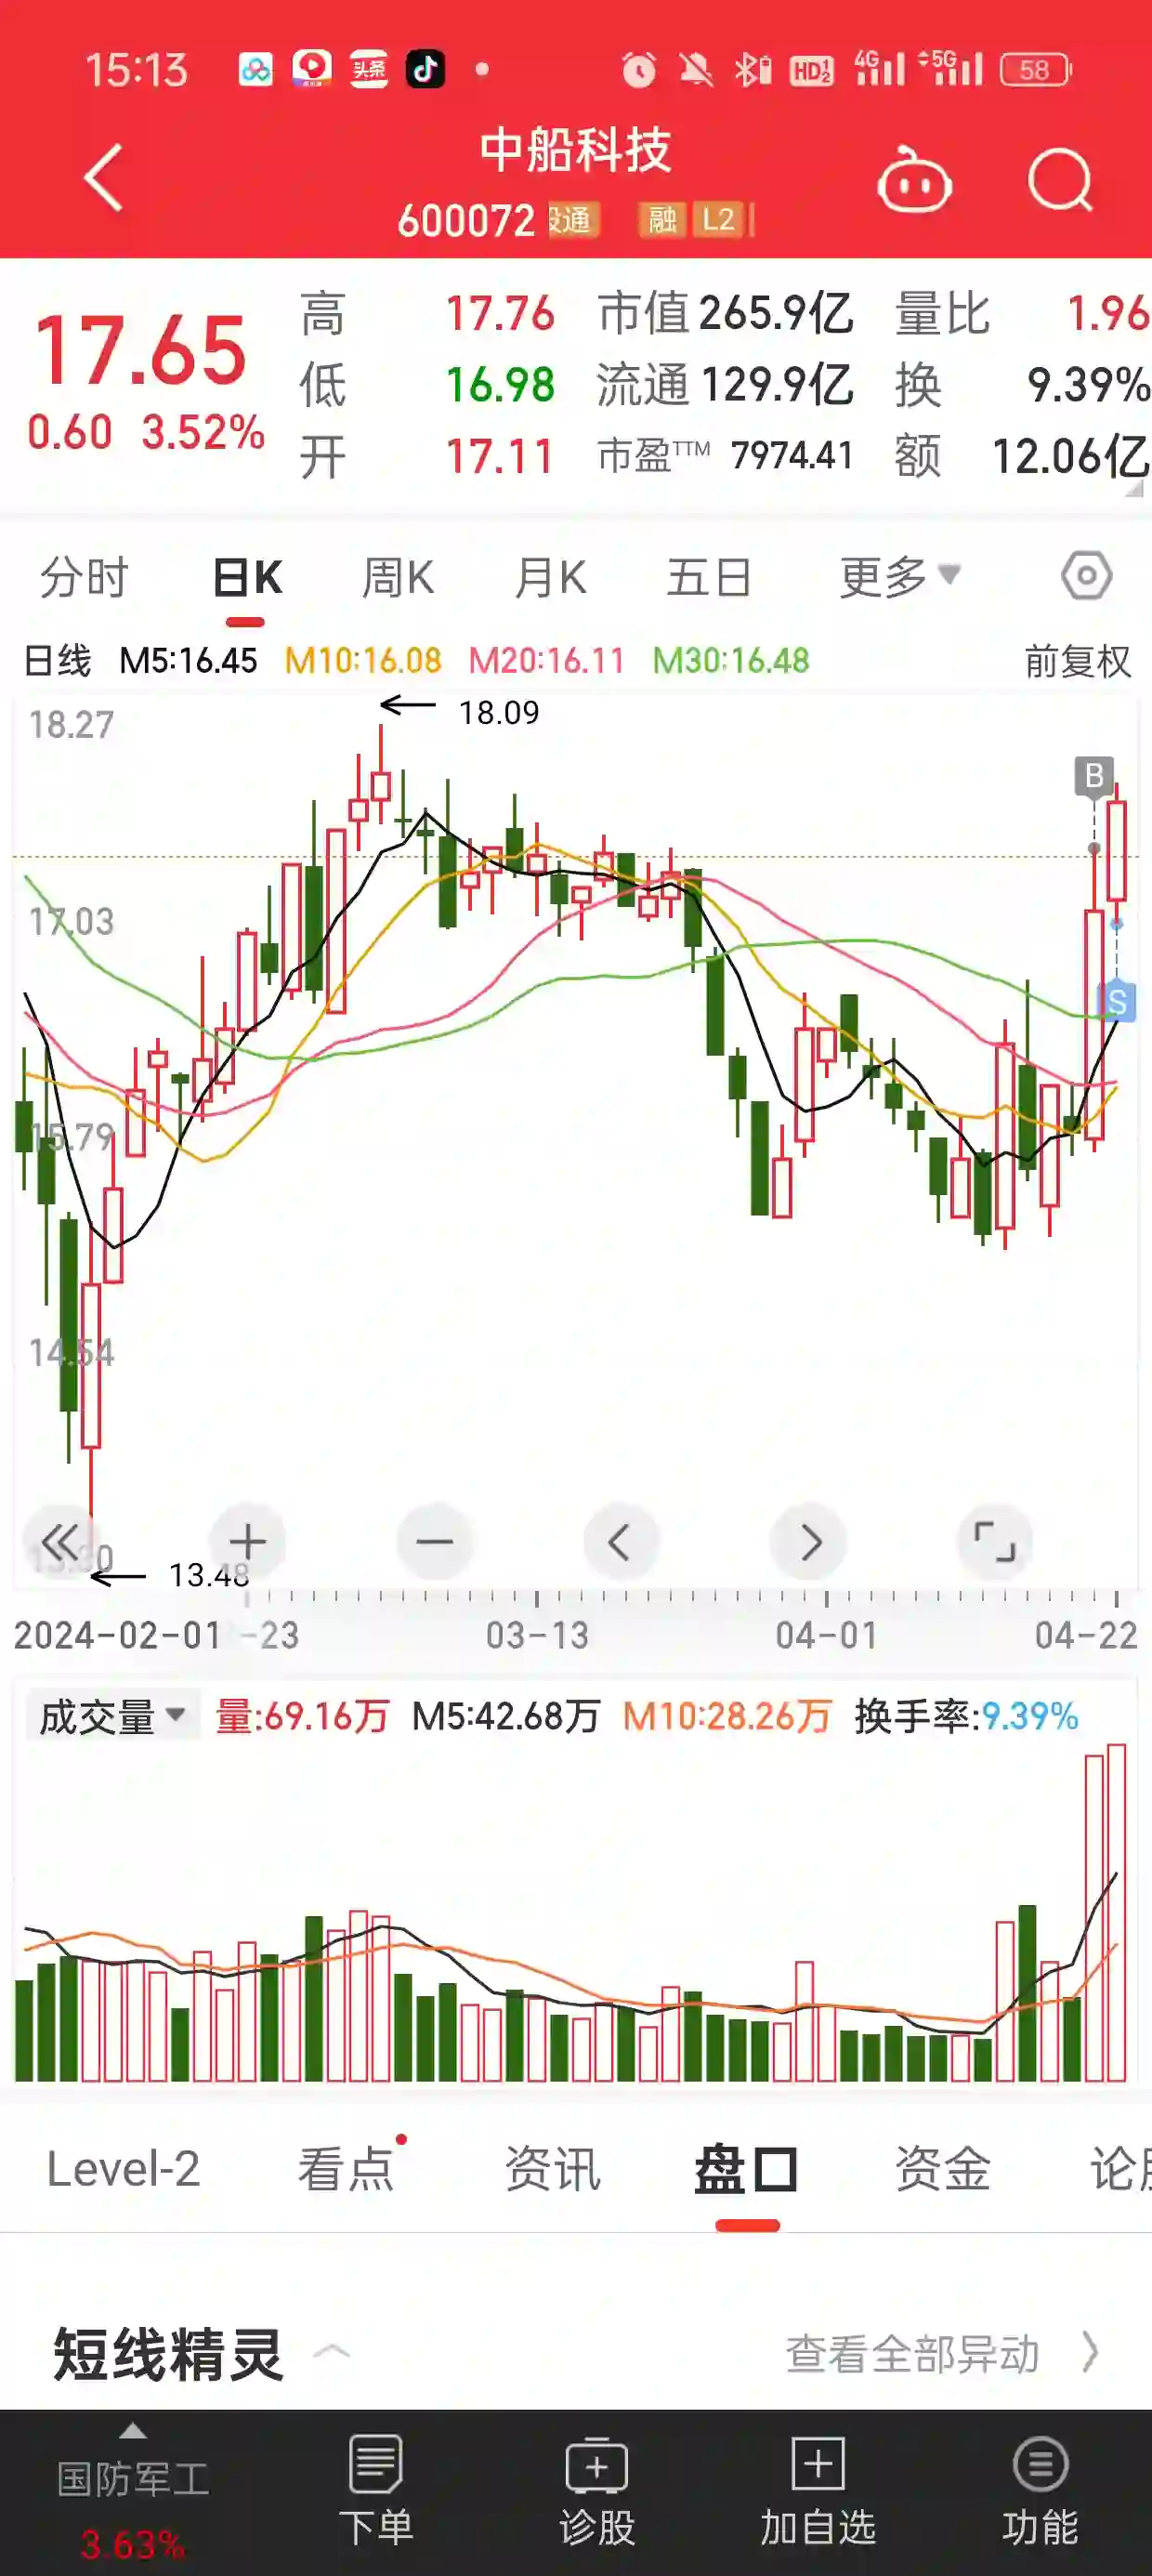 15:13 头条 HD 1 2 4G 5G 58
中船科技
600072 通 融 L2
17.65
0.60 3.52%
高 17.76 市值 265.9亿 量比 1.96
低 16.98 流通 129.9亿 换 9.39%
开 17.11 市盈TTM 7974.41 额 12.06亿
分时 日K 周K 月K 五日 更多
日线 M5:16.45 M10:16.08 M20:16.11 M30:16.48 前复权
18.27
18.09
B
17.03
S
15.79
14.54
13.48
2024-02-01 -23 03-13 04-01 04-22
成交量 量:69.16万 M5:42.68万 M10:28.26万 换手率:9.39%
Level-2 看点 资讯 盘口 资金 论
短线精灵 查看全部异动
国防军工 下单 诊股 加自选 功能
3.63%